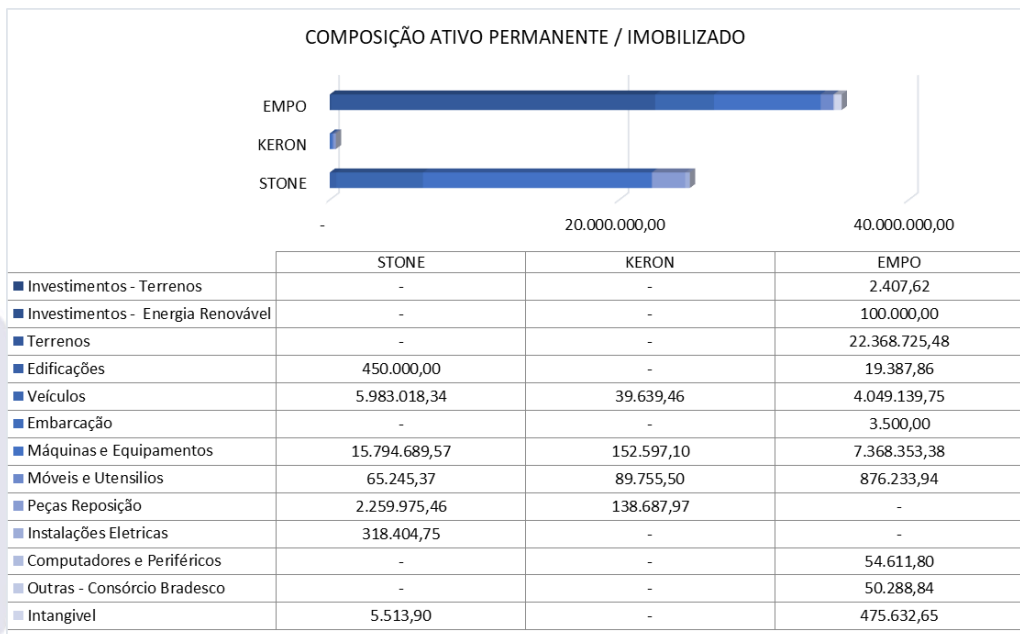 COMPOSIÇÃO ATIVO PERMANENTE / IMOBILIZADO
EMPO
KERON
STONE
- 20.000.000,00 40.000.000,00
STONE KERON EMPO
Investimentos - Terrenos - - 2.407,62
Investimentos - Energia Renovável - - 100.000,00
Terrenos - - 22.368.725,48
Edificações 450.000,00 - 19.387,86
Veículos 5.983.018,34 39.639,46 4.049.139,75
Embarcação - - 3.500,00
Máquinas e Equipamentos 15.794.689,57 152.597,10 7.368.353,38
Móveis e Utensilios 65.245,37 89.755,50 876.233,94
Peças Reposição 2.259.975,46 138.687,97 -
Instalações Eletricas 318.404,75 - -
Computadores e Periféricos - - 54.611,80
Outras - Consórcio Bradesco - - 50.288,84
Intangivel 5.513,90 - 475.632,65